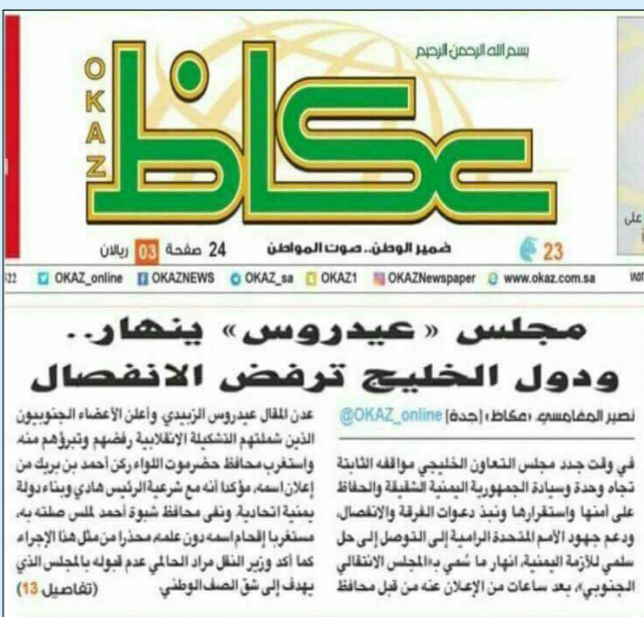 بسم الله الرحمن الرحيم
OKAZ
عكاظ
على
23 ضمير الوطن.. صوت المواطن 24 صفحة 03 ريالان
OKAZ_online OKAZNEWS OKAZ_sa OKAZ1 OKAZNewspaper www.okaz.com.sa
مجلس «عيدروس» ينهار..
ودول الخليج ترفض الانفصال
نصير المغامسي، «عكاظ» (جدة) OKAZ_online@
في وقت جدد مجلس التعاون الخليجي مواقفه الثابتة
تجاه وحدة وسيادة الجمهورية اليمنية الشقيقة والحفاظ
على أمنها واستقرارها ونبذ دعوات الفرقة والانفصال،
ودعم جهود الأمم المتحدة الرامية إلى التوصل إلى حل
سلمي للأزمة اليمنية، انهار ما سُمي بـ«المجلس الانتقالي
الجنوبي»، بعد ساعات من الإعلان عنه من قبل محافظ
عدن المقال عيدروس الزبيدي. وأعلن الأعضاء الجنوبيون
الذين شملتهم التشكيلة الانقلابية رفضهم وتبرؤهم منه.
واستغرب محافظ حضرموت اللواء ركن أحمد بن بريك من
إعلان اسمه، مؤكدا أنه مع شرعية الرئيس هادي وبناء دولة
يمنية اتحادية. ونفى محافظ شبوة أحمد لملس صلته به،
مستغربا إقحام اسمه دون علمه، محذرا من مثل هذا الإجراء.
كما أكد وزير النقل مراد الحالمي عدم قبوله بالمجلس الذي
يهدف إلى شق الصف الوطني. (تفاصيل 13)